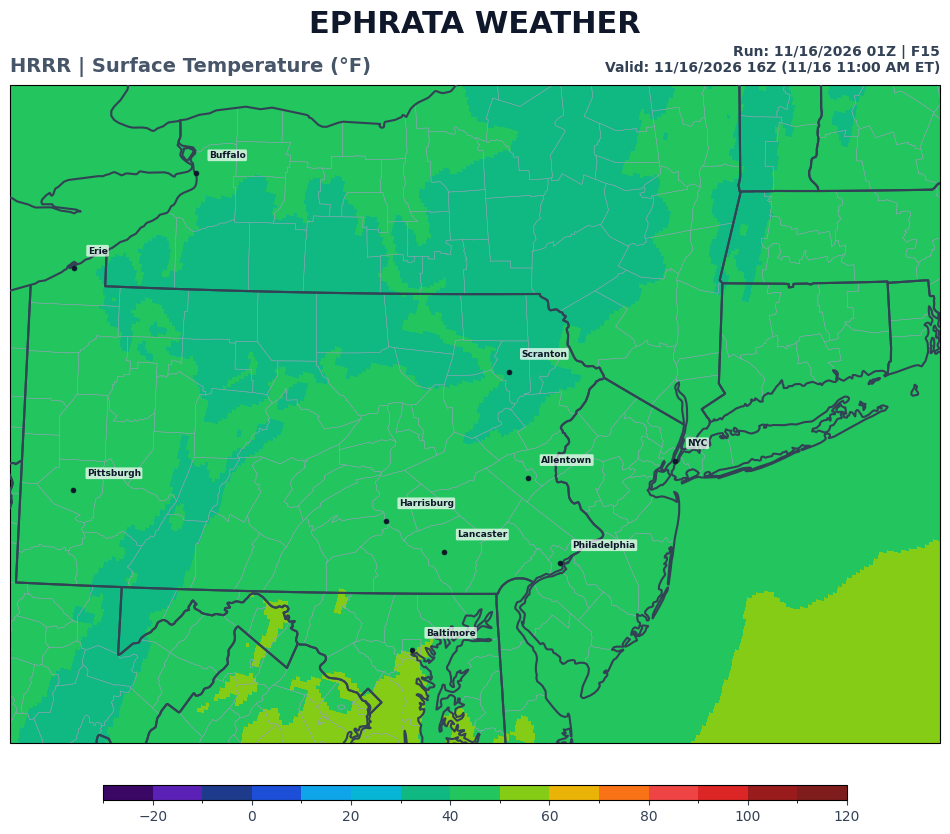 EPHRATA WEATHER
Run: 11/16/2026 01Z | F15
HRRR | Surface Temperature (°F)
Valid: 11/16/2026 16Z (11/16 11:00 AM ET)
Buffalo
Erie
Scranton
NYC
Allentown
Pittsburgh
Harrisburg
Lancaster
Philadelphia
Baltimore
−20 0 20 40 60 80 100 120